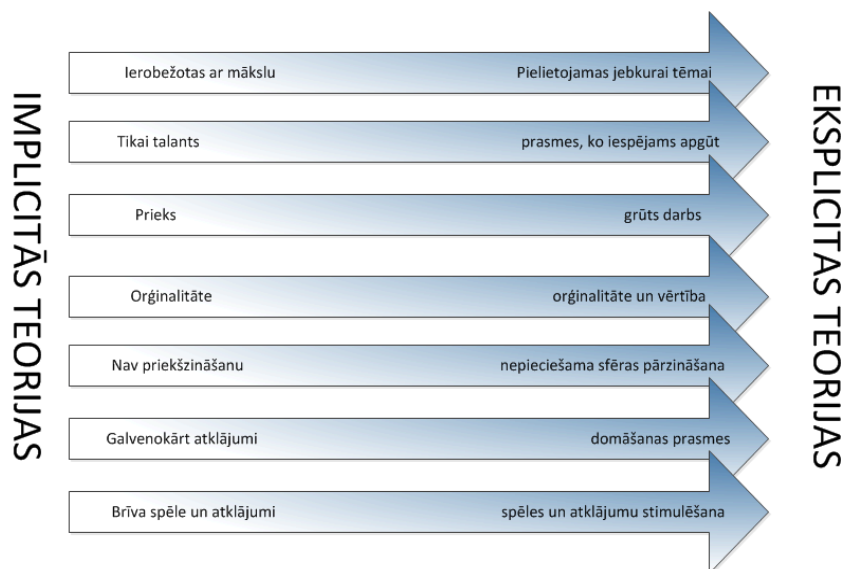 IMPLICITĀS TEORIJAS
Ierobežotas ar mākslu Pielietojamas jebkurai tēmai
Tikai talants prasmes, ko iespējams apgūt
Prieks grūts darbs
Orģinalitāte orģinalitāte un vērtība
Nav priekšzināšanu nepieciešama sfēras pārzināšana
Galvenokārt atklājumi domāšanas prasmes
Brīva spēle un atklājumi spēles un atklājumu stimulēšana
EKSPLICITAS TEORIJAS